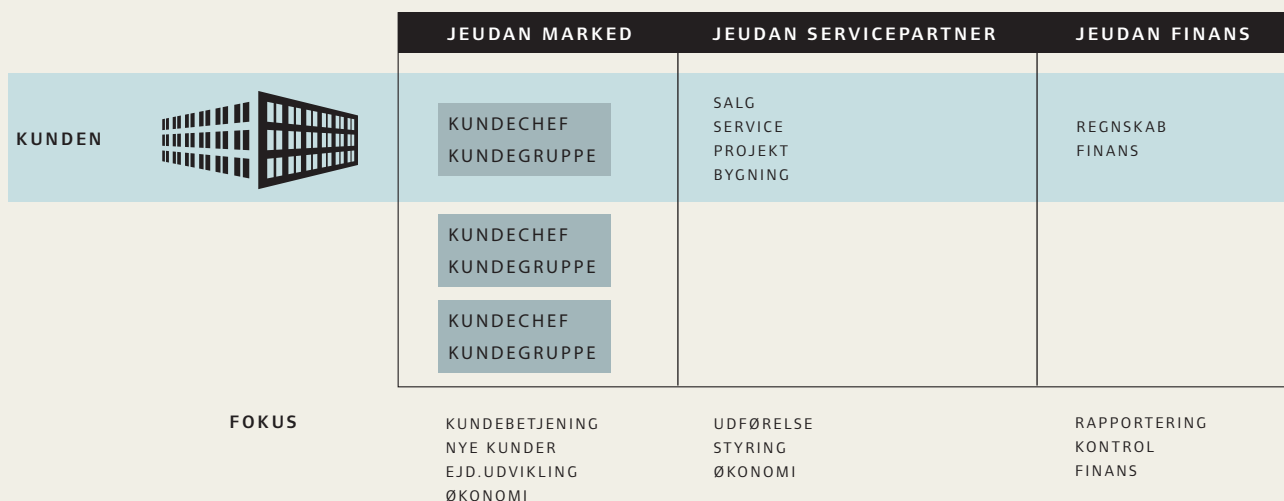 JEUDAN MARKED
JEUDAN SERVICEPARTNER
JEUDAN FINANS
KUNDEN
KUNDECHEF
KUNDEGRUPPE
SALG
SERVICE
PROJEKT
BYGNING
REGNSKAB
FINANS
KUNDECHEF
KUNDEGRUPPE
KUNDECHEF
KUNDEGRUPPE
FOKUS
KUNDEBETJENING
NYE KUNDER
EJD.UDVIKLING
ØKONOMI
UDFØRELSE
STYRING
ØKONOMI
RAPPORTERING
KONTROL
FINANS